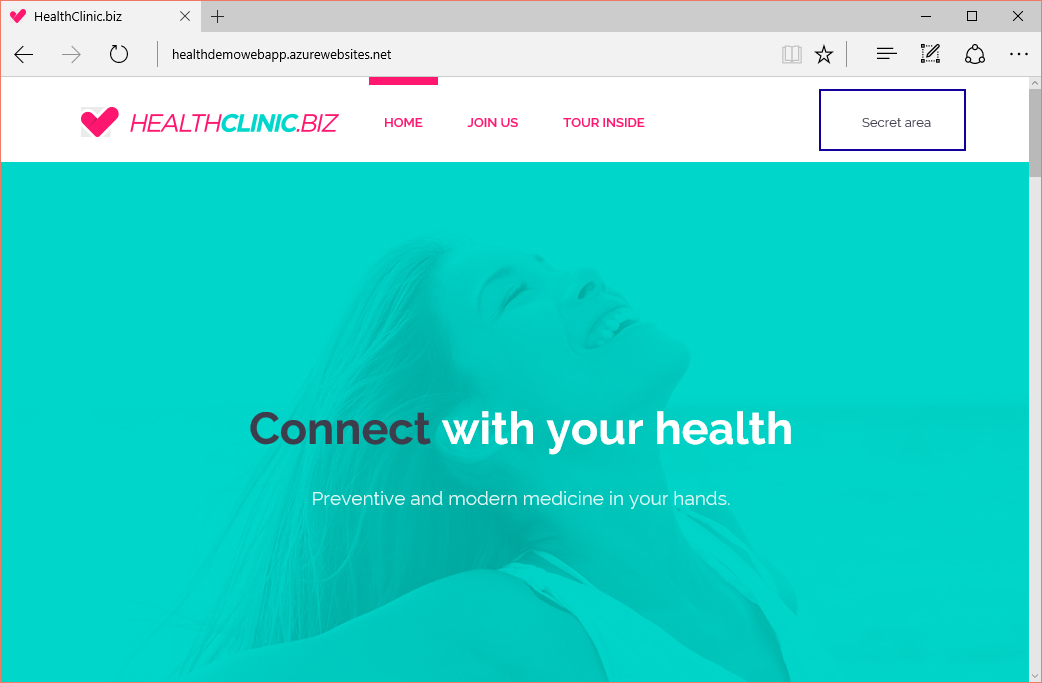 HealthClinic.biz
healthdemowebapp.azurewebsites.net
HEALTHCLINIC.BIZ HOME JOIN US TOUR INSIDE Secret area
Connect with your health
Preventive and modern medicine in your hands.